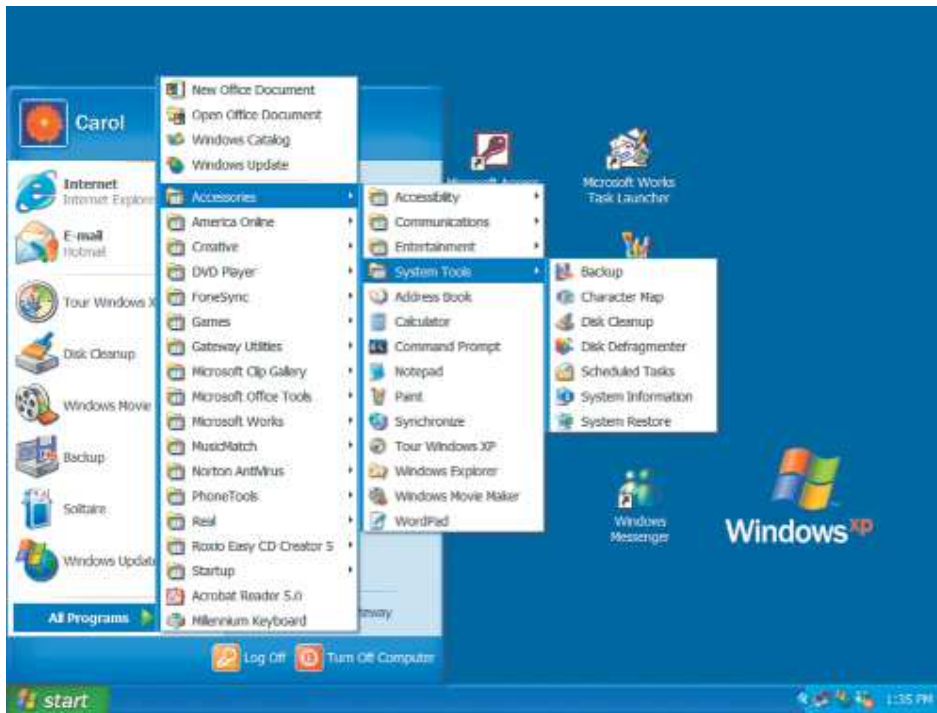 Carol
Internet
Internet Explorer
E-mail
Hotmail
Tour Windows X
Disk Cleanup
Windows Movie
Backup
Solitaire
Windows Update
All Programs
New Office Document
Open Office Document
Windows Catalog
Windows Update
Accessories
America Online
Creative
DVD Player
FoneSync
Games
Gateway Utilities
Microsoft Clip Gallery
Microsoft Office Tools
Microsoft Works
MusicMatch
Norton AntiVirus
PhoneTools
Real
Roxio Easy CD Creator 5
Startup
Acrobat Reader 5.0
Millennium Keyboard
Accessibility
Communications
Entertainment
System Tools
Address Book
Calculator
Command Prompt
Notepad
Paint
Synchronize
Tour Windows XP
Windows Explorer
Windows Movie Maker
WordPad
Backup
Character Map
Disk Cleanup
Disk Defragmenter
Scheduled Tasks
System Information
System Restore
Microsoft Works
Task Launcher
Windows
Messenger
Windows xp
Log Off
Turn Off Computer
start
1:35 PM